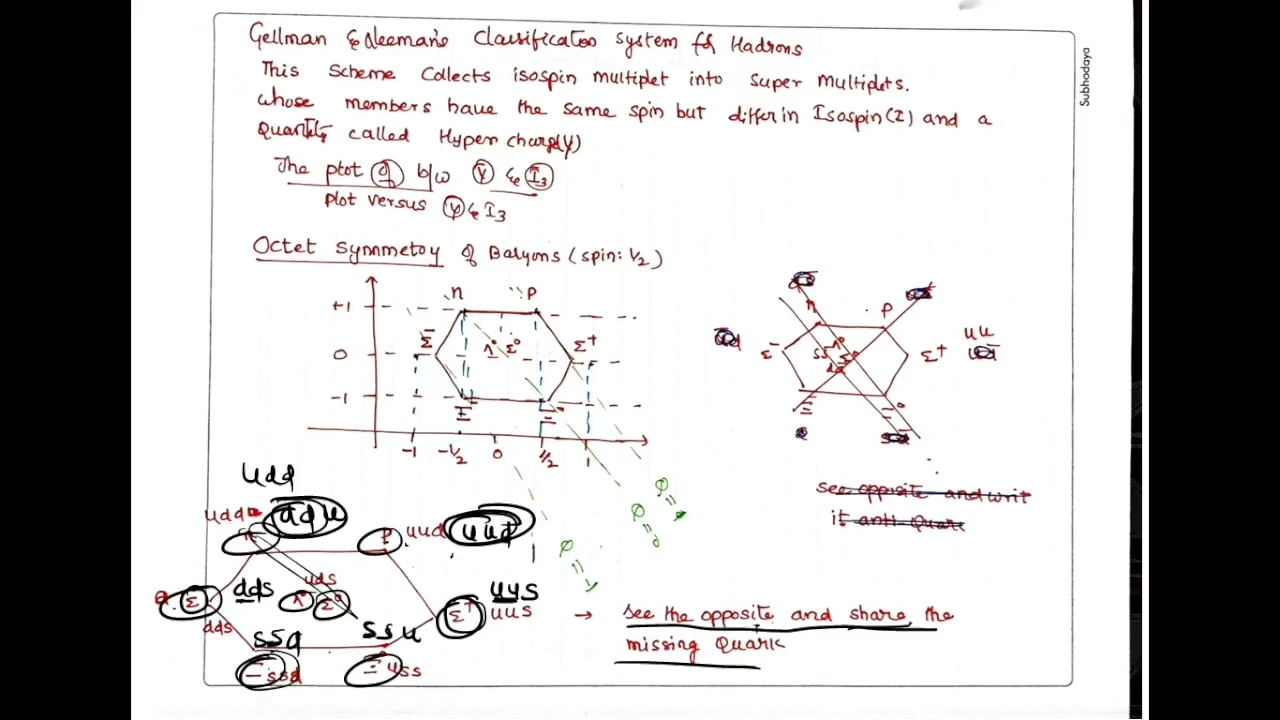 Gellman & Neeman's Classification System for Hadrons
Subhodaya
This Scheme Collects isospin multiplet into Super Multiplets.
whose members have the same spin but differ in Isospin(I) and a
Quantity called Hyper charge(Y)
The plot of b/w Y & I3
plot versus Y & I3
Octet Symmetry of Baryons (spin: 1/2)
n p
+1
Σ- Λ° Σ° Σ+
0
-1
Ξ- Ξ°
-1 -1/2 0 1/2 1
Q=1
Q=0
Q=-1
n P
Σ- Λ° Σ° Σ+
ss
uu
Ξ- Ξ°
see opposite and writ
it anti Quark
udd
udd ddu
n P uud uud
Σ- dds uds uus
Λ° Σ° Σ+ uus → see the opposite and share the
dds missing Quark
ssd ssu
Ξ- ssd Ξ° uss